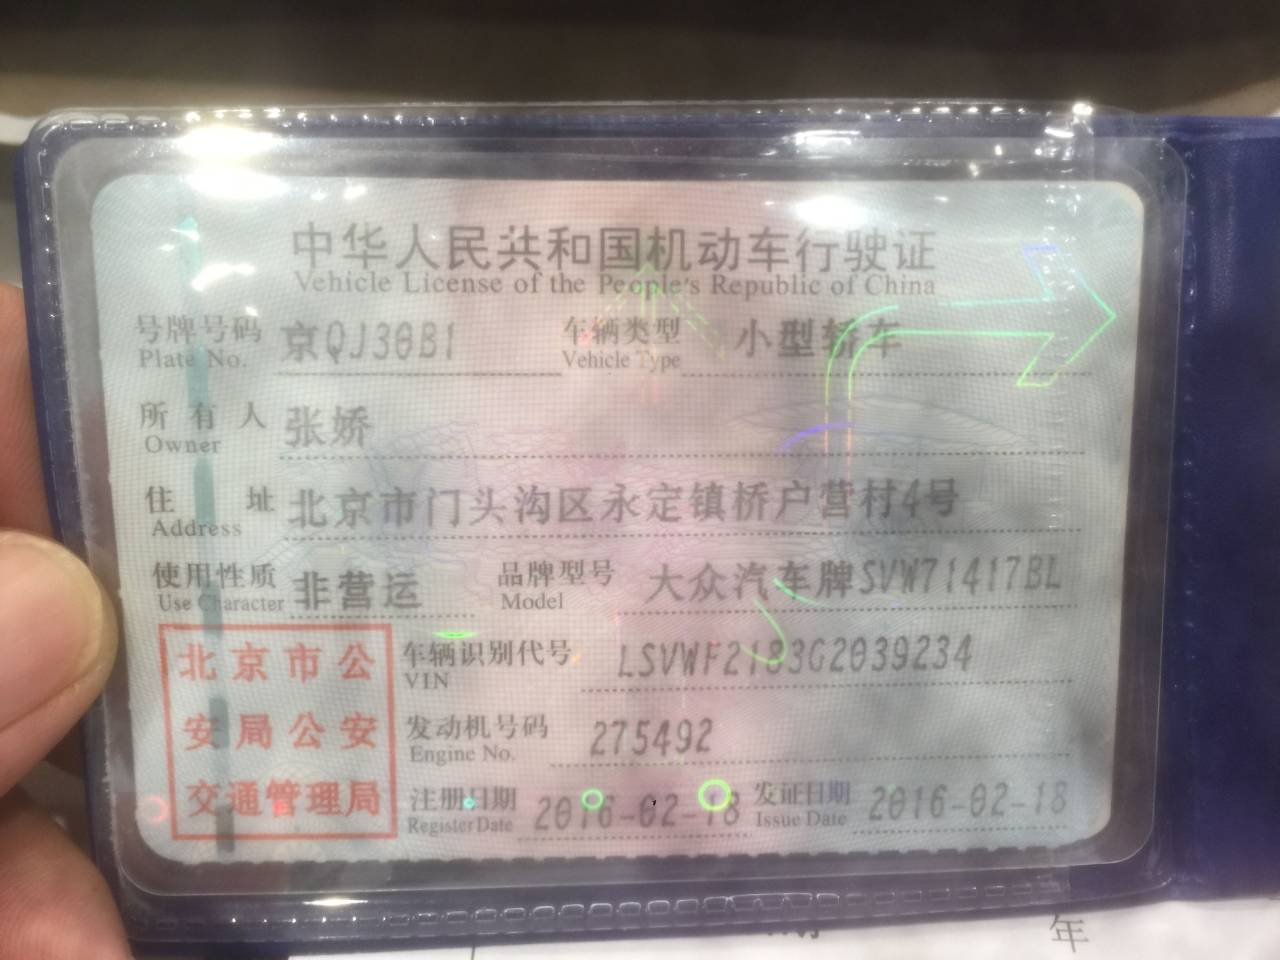 中华人民共和国机动车行驶证
Vehicle License of the People's Republic of China
号牌号码 京QJ30B1 车辆类型 小型轿车
Plate No. Vehicle Type
所有人 张娇
Owner
住址 北京市门头沟区永定镇桥户营村4号
Address
使用性质 非营运 品牌型号 大众汽车牌SVW71417BL
Use Character Model
北京市公
安局公安
交通管理局
车辆识别代号 LSVWF2183G2039234
VIN
发动机号码 275492
Engine No.
注册日期 2016-02-18 发证日期 2016-02-18
Register Date Issue Date
年